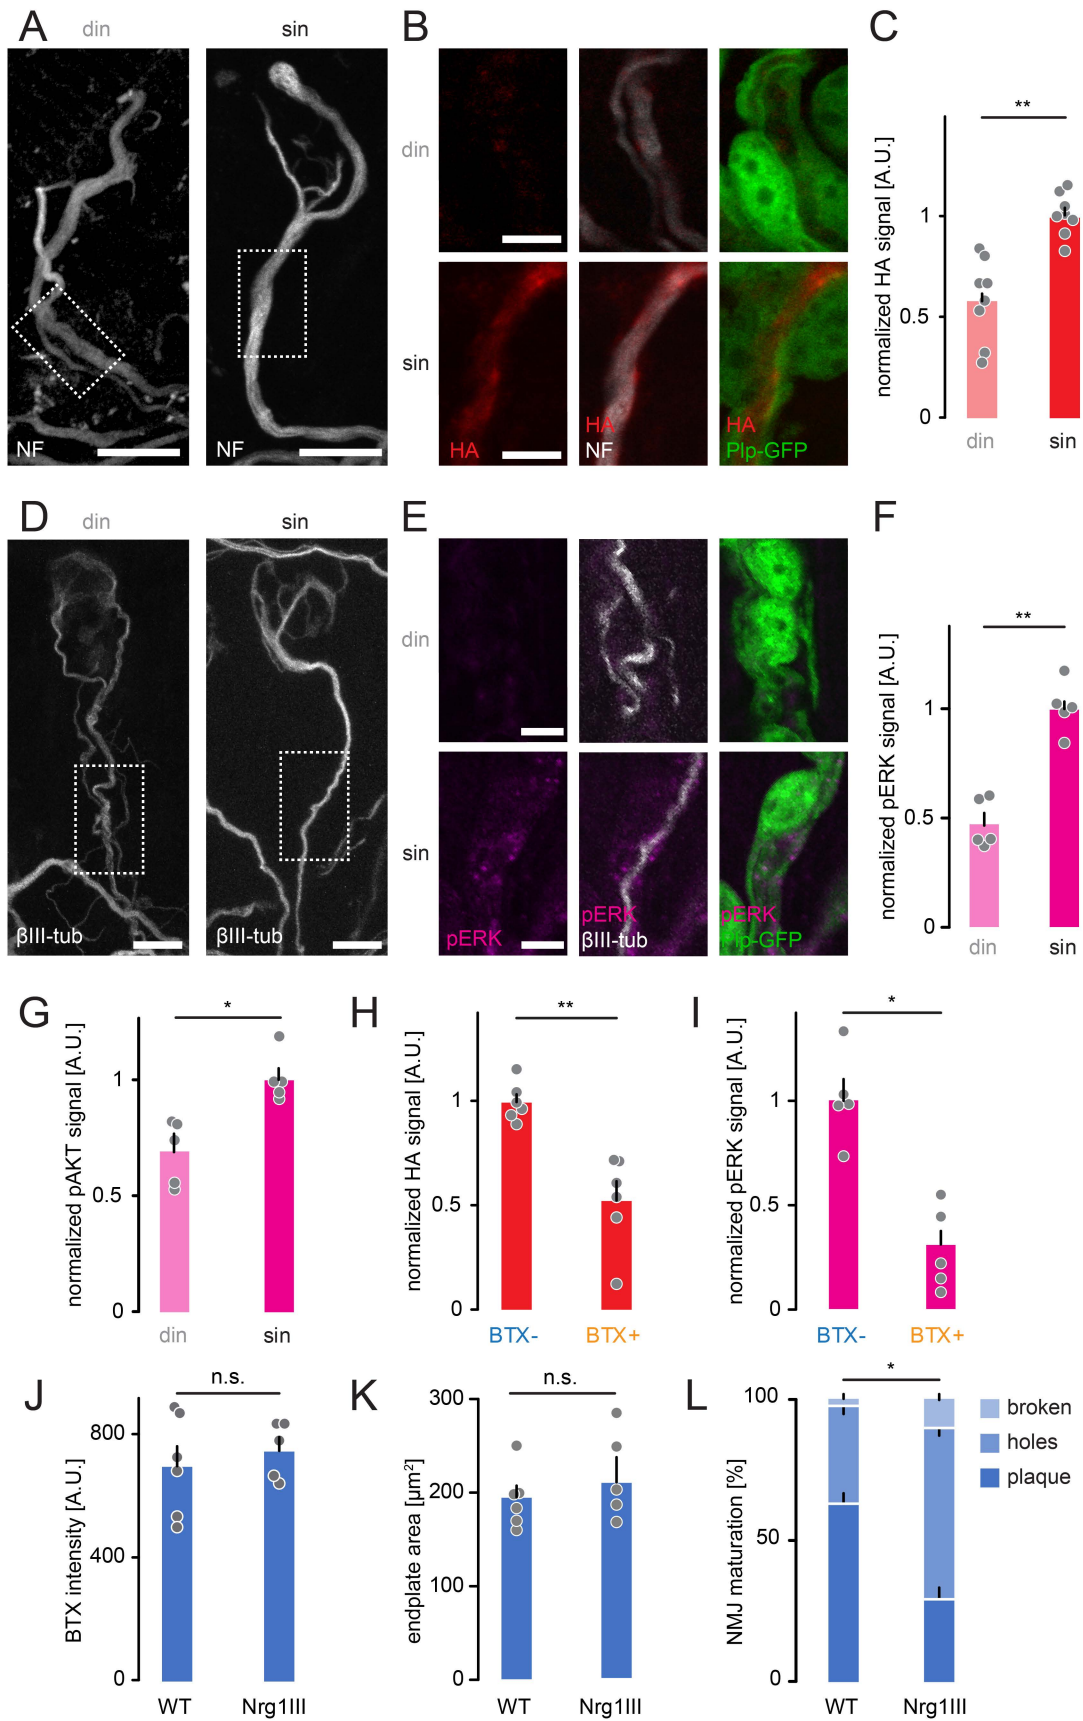 A
din
sin
NF
NF
B
din
sin
HA
HA
NF
HA
Plp-GFP
C
**
normalized HA signal [A.U.]
1
0.5
0
din
sin
D
din
sin
βIII-tub
βIII-tub
E
din
sin
pERK
pERK
βIII-tub
pERK
Plp-GFP
F
**
normalized pERK signal [A.U.]
1
0.5
0
din
sin
G
*
normalized pAKT signal [A.U.]
1
0.5
0
din
sin
H
**
normalized HA signal [A.U.]
1
0.5
0
BTX-
BTX+
I
*
normalized pERK signal [A.U.]
1
0.5
0
BTX-
BTX+
J
n.s.
BTX intensity [A.U.]
800
400
0
WT
Nrg1III
K
n.s.
endplate area [µm²]
300
200
100
0
WT
Nrg1III
L
*
NMJ maturation [%]
100
50
0
WT
Nrg1III
broken
holes
plaque